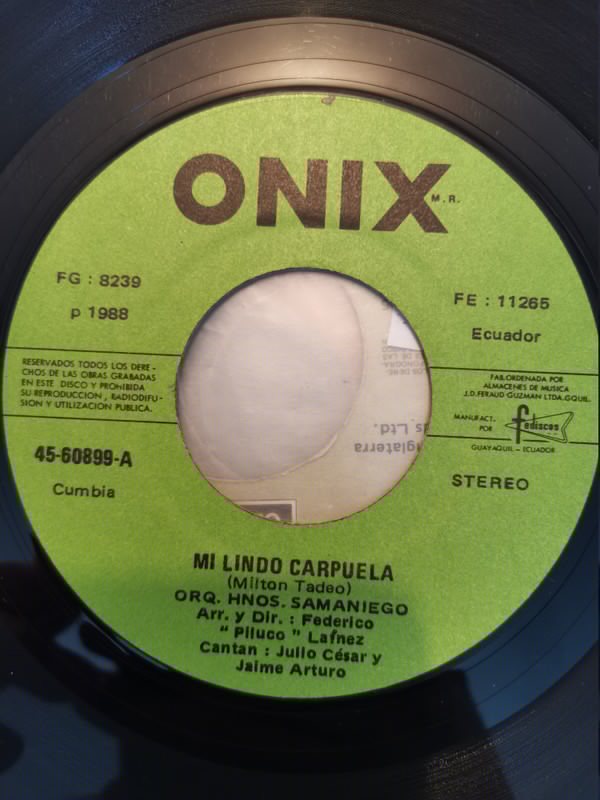 ONIX
M.R.
FG : 8239
p 1988
FE : 11265
Ecuador
RESERVADOS TODOS LOS DERE-
CHOS DE LAS OBRAS GRABADAS
EN ESTE DISCO Y PROHIBIDA
SU REPRODUCCION, RADIODIFU-
SION Y UTILIZACION PUBLICA.
FAB.ORDENADA POR
ALMACENES DE MUSICA
J.D.FERAUD GUZMAN LTDA.GQUIL.
MANUFACT.
POR
fediscos
GUAYAQUIL - ECUADOR
45-60899-A
Cumbia
STEREO
s Ltd.
glaterra
MI LINDO CARPUELA
(Milton Tadeo)
ORQ. HNOS. SAMANIEGO
Arr. y Dir. : Federico
“ Piluco ” Lafnez
Cantan : Julio César y
Jaime Arturo